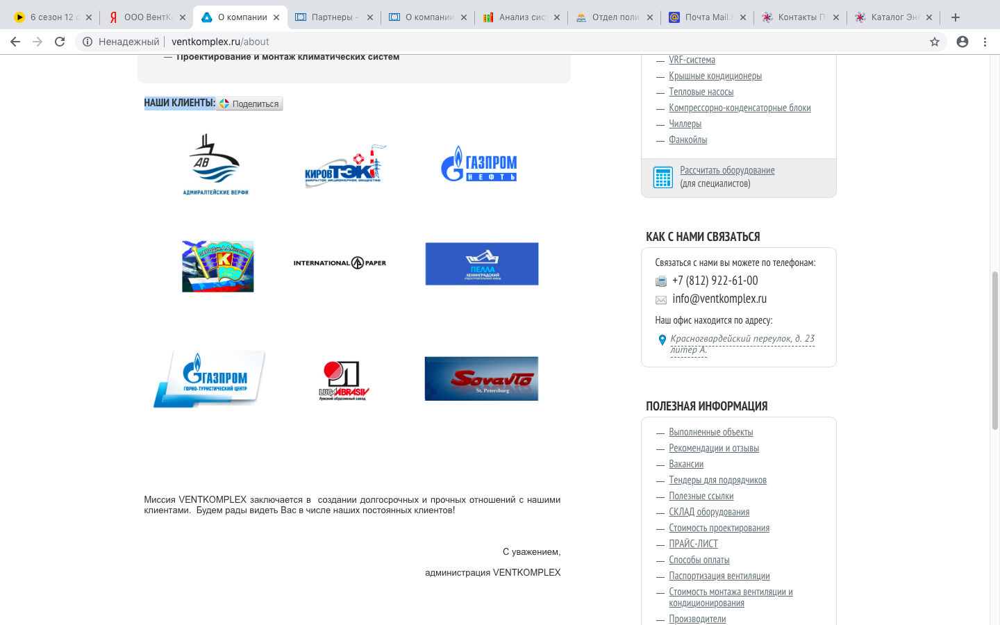 6 сезон 12 с
ООО ВентКо
О компании
Партнеры -
О компании
Анализ сис
Отдел поли
Почта Mail.R
Контакты ПР
Каталог Эне
Ненадежный ventkomplex.ru/about
— Проектирование и монтаж климатических систем
НАШИ КЛИЕНТЫ: Поделиться
АВ
АДМИРАЛТЕЙСКИЕ ВЕРФИ
КИРОВТЭК
ЗАКРЫТОЕ АКЦИОНЕРНОЕ ОБЩЕСТВО
ГАЗПРОМ
НЕФТЬ
К
INTERNATIONAL PAPER
ПЕЛЛА
ЛЕНИНГРАДСКИЙ
СУДОСТРОИТЕЛЬНЫЙ ЗАВОД
ГАЗПРОМ
ГОРНО-ТУРИСТИЧЕСКИЙ ЦЕНТР
LUGAABRASIV
Лужский абразивный завод
Sovavto
St. Petersburg
Миссия VENTKOMPLEX заключается в создании долгосрочных и прочных отношений с нашими
клиентами. Будем рады видеть Вас в числе наших постоянных клиентов!
С уважением,
администрация VENTKOMPLEX
— VRF-система
— Крышные кондиционеры
— Тепловые насосы
— Компрессорно-конденсаторные блоки
— Чиллеры
— Фанкойлы
Рассчитать оборудование
(для специалистов)
КАК С НАМИ СВЯЗАТЬСЯ
Связаться с нами вы можете по телефонам:
+7 (812) 922-61-00
info@ventkomplex.ru
Наш офис находится по адресу:
Красногвардейский переулок, д. 23
литер А.
ПОЛЕЗНАЯ ИНФОРМАЦИЯ
— Выполненные объекты
— Рекомендации и отзывы
— Вакансии
— Тендеры для подрядчиков
— Полезные ссылки
— СКЛАД оборудования
— Стоимость проектирования
— ПРАЙС-ЛИСТ
— Способы оплаты
— Паспортизация вентиляции
— Стоимость монтажа вентиляции и
кондиционирования
— Производители